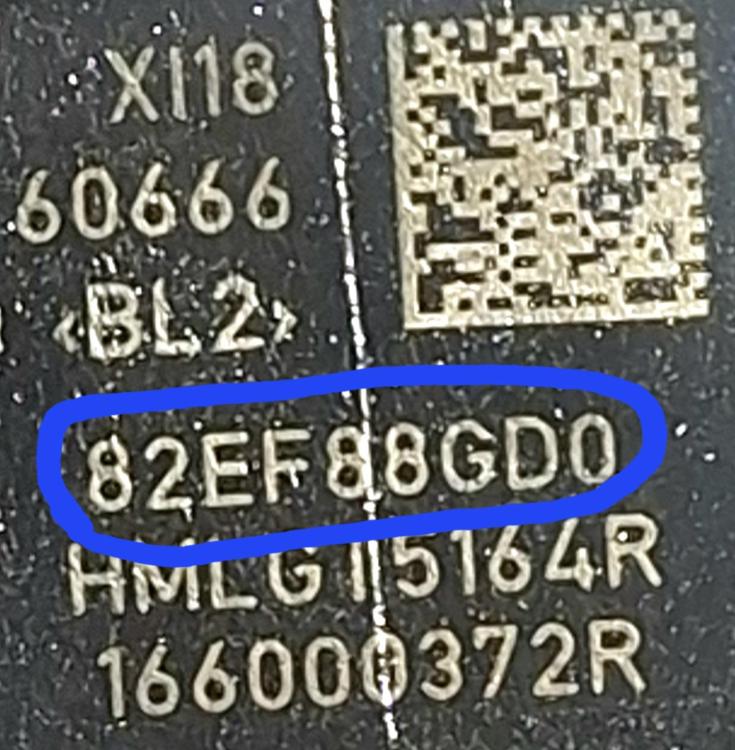 XI18
60666
<BL2>
82EF88GD0
HMLG15164R
166000372R